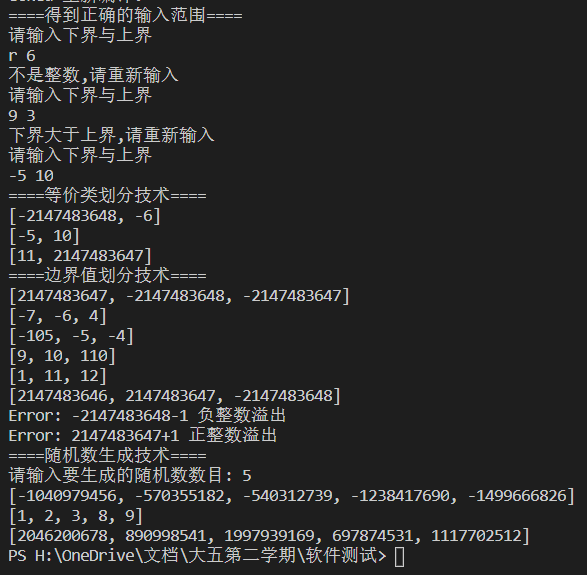 ====得到正确的输入范围====
请输入下界与上界
r 6
不是整数,请重新输入
请输入下界与上界
9 3
下界大于上界,请重新输入
请输入下界与上界
-5 10
====等价类划分技术====
[-2147483648, -6]
[-5, 10]
[11, 2147483647]
====边界值划分技术====
[2147483647, -2147483648, -2147483647]
[-7, -6, 4]
[-105, -5, -4]
[9, 10, 110]
[1, 11, 12]
[2147483646, 2147483647, -2147483648]
Error: -2147483648-1 负整数溢出
Error: 2147483647+1 正整数溢出
====随机数生成技术====
请输入要生成的随机数数目: 5
[-1040979456, -570355182, -540312739, -1238417690, -1499666826]
[1, 2, 3, 8, 9]
[2046200678, 890998541, 1997939169, 697874531, 1117702512]
PS H:\OneDrive\文档\大五第二学期\软件测试>